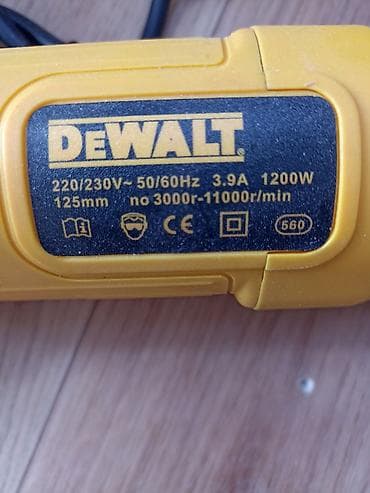 DeWALT
220/230V~ 50/60Hz 3.9A 1200W
125mm no 3000r-11000r/min
i CE 560